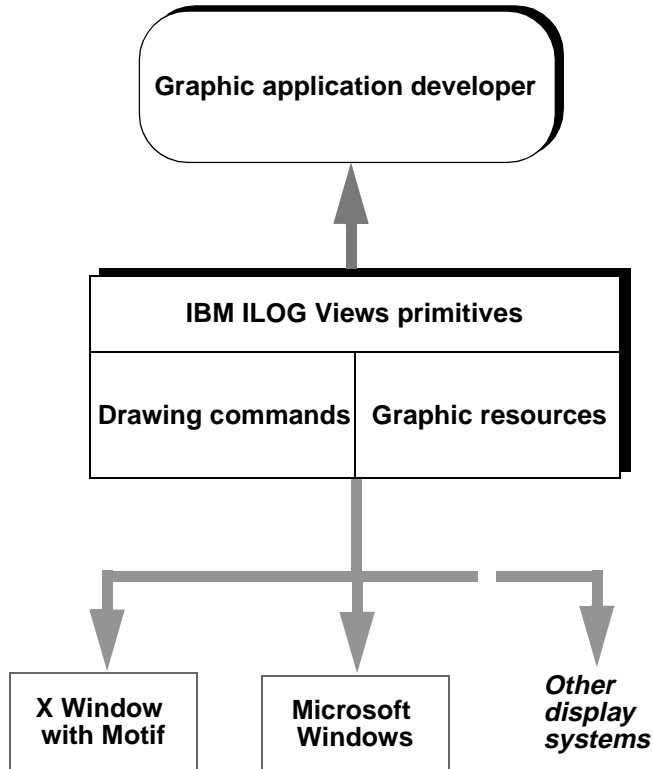 Graphic application developer
IBM ILOG Views primitives
Drawing commands
Graphic resources
X Window
with Motif
Microsoft
Windows
Other
display
systems